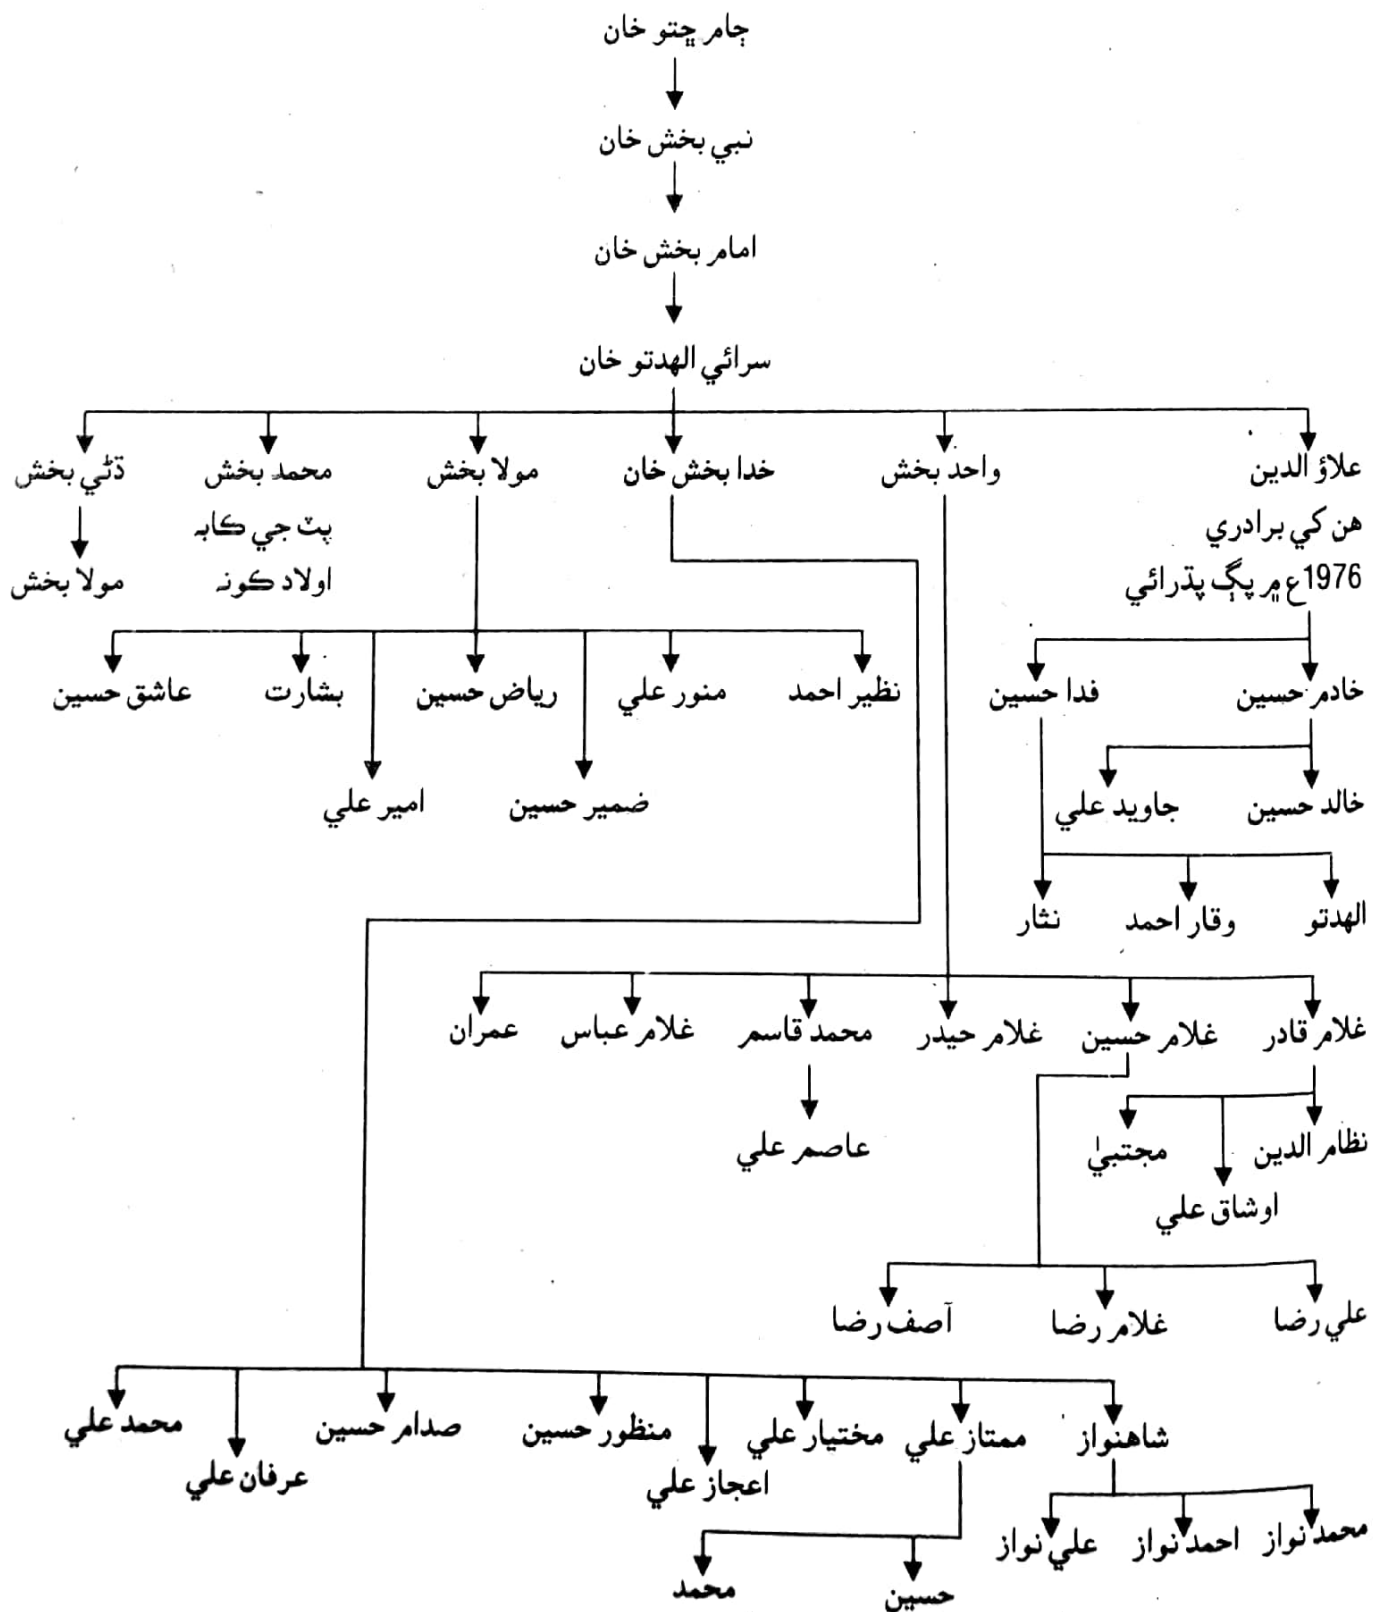 ڄام ڇتو خان
نبي بخش خان
امام بخش خان
سرائي الهدتو خان
علاؤ الدين
واحد بخش
خدا بخش خان
مولا بخش
محمد بخش
ڌڻي بخش
هن کي برادري
1976ع ۾ پڳ پڌرائي
پٽ جي ڪابہ
اولاد ڪونہ
مولا بخش
خادم حسين
فدا حسين
نظير احمد
منور علي
رياض حسين
بشارت
عاشق حسين
ضمير حسين
امير علي
خالد حسين
جاويد علي
الهدتو
وقار احمد
نثار
غلام قادر
غلام حسين
غلام حيدر
محمد قاسم
غلام عباس
عمران
نظام الدين
مجتبيٰ
اوشاق علي
عاصم علي
علي رضا
غلام رضا
آصف رضا
شاهنواز
ممتاز علي
مختيار علي
اعجاز علي
منظور حسين
صدام حسين
عرفان علي
محمد علي
محمد نواز
احمد نواز
علي نواز
حسين
محمد